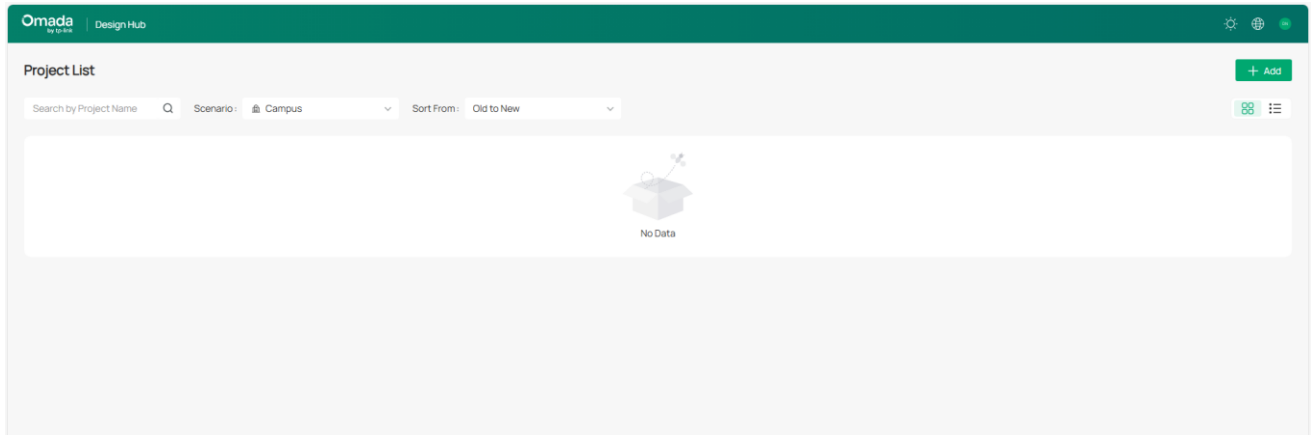 Omada
by tp-link
Design Hub
Project List
+ Add
Search by Project Name
Scenario :
Campus
Sort From :
Old to New
No Data